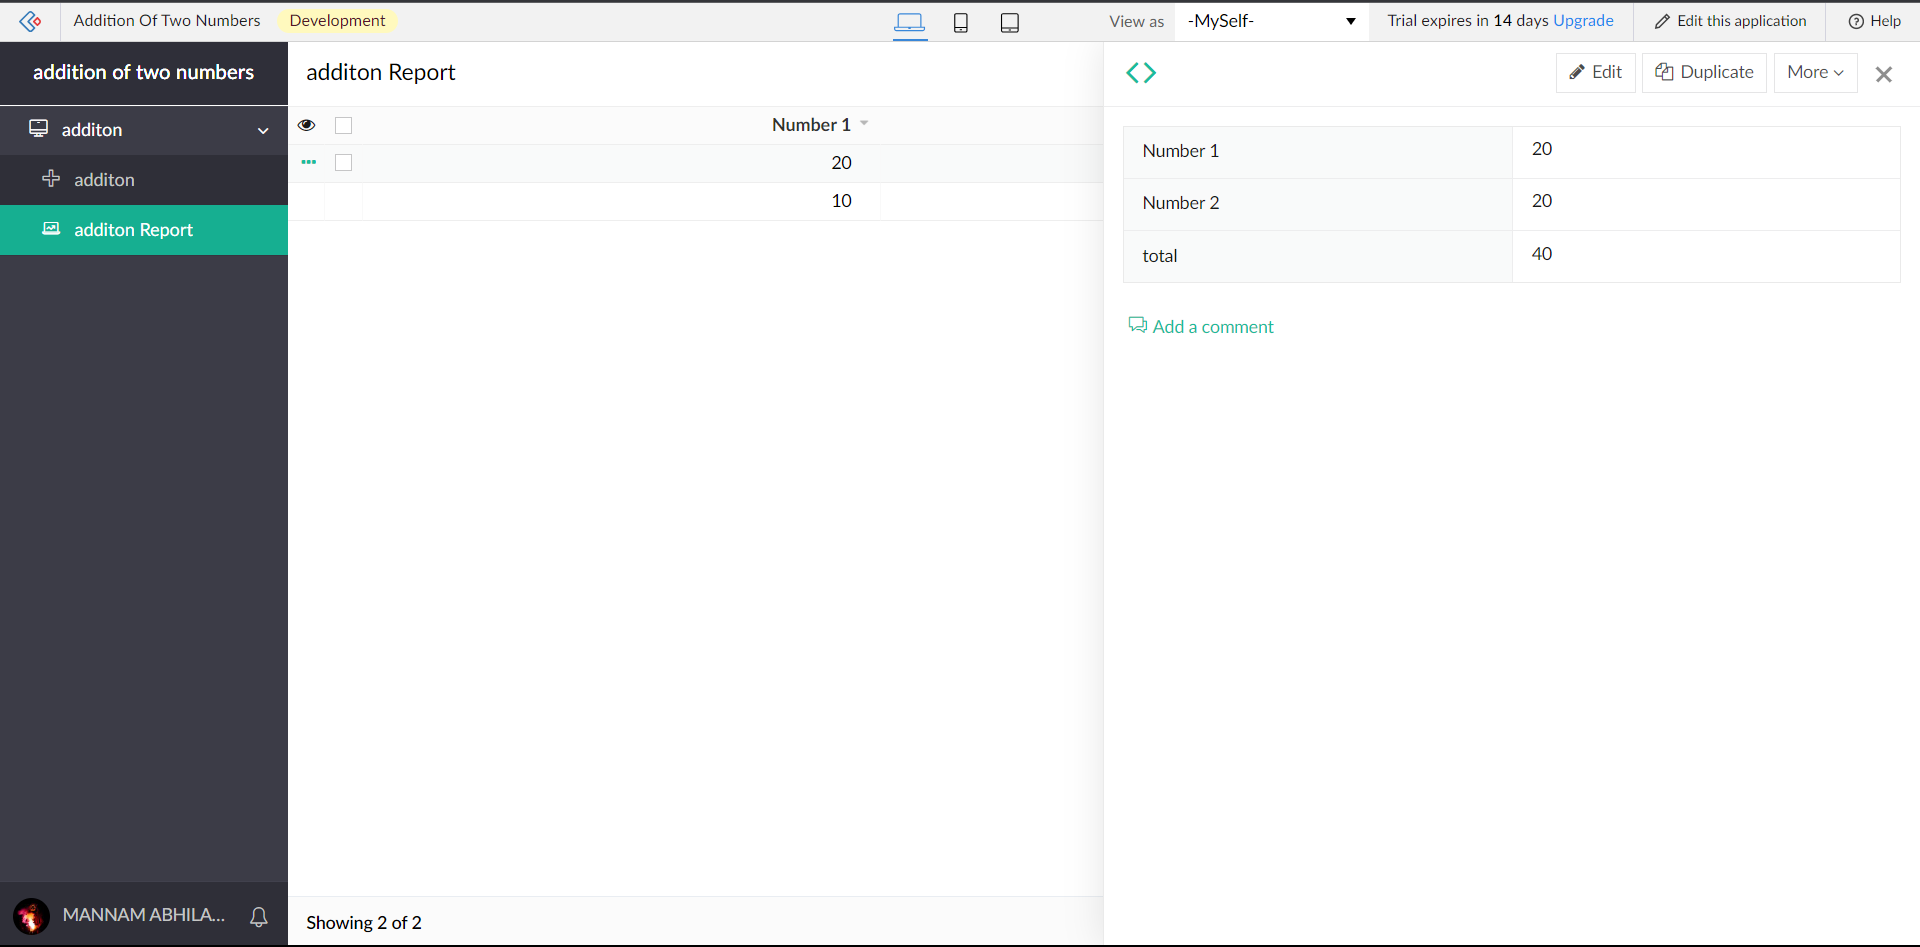 Addition Of Two Numbers Development View as -MySelf- Trial expires in 14 days Upgrade Edit this application Help
addition of two numbers
additon
additon
additon Report
MANNAM ABHILA...
additon Report
Number 1
20
10
Showing 2 of 2
Edit Duplicate More
Number 1 20
Number 2 20
total 40
Add a comment